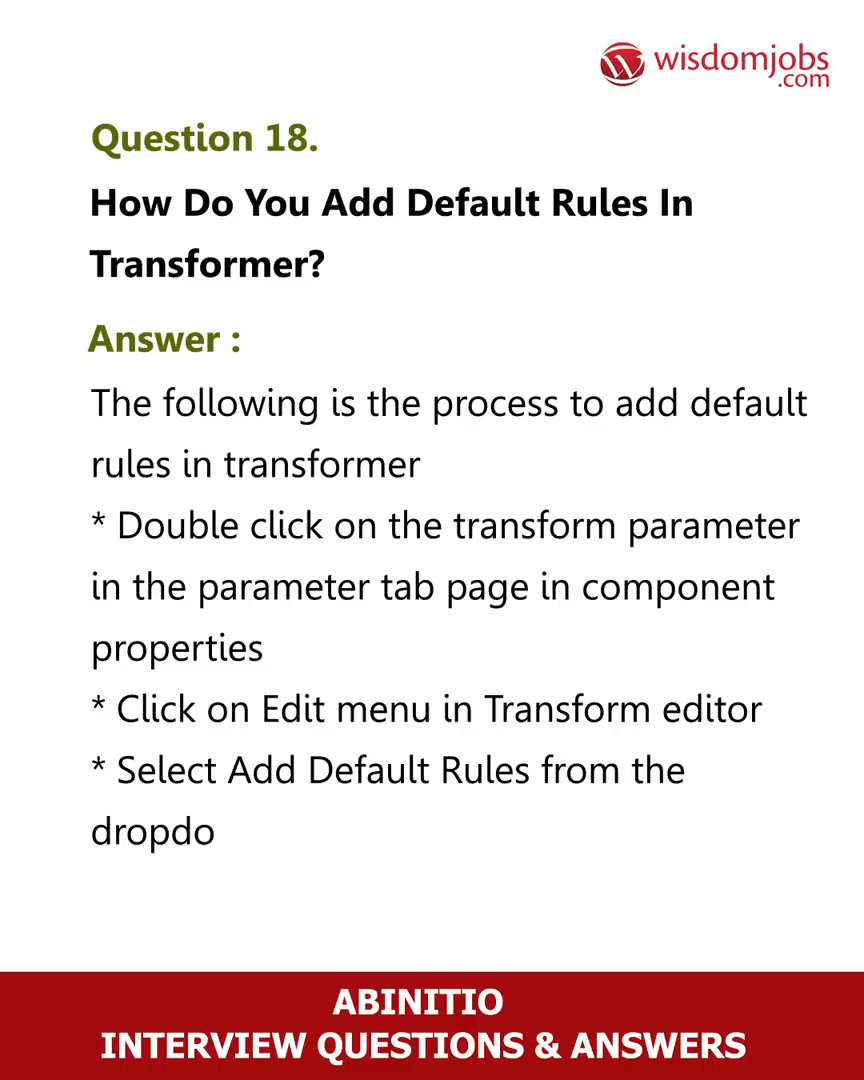 wisdomjobs
.com
Question 18.
How Do You Add Default Rules In
Transformer?
Answer :
The following is the process to add default
rules in transformer
* Double click on the transform parameter
in the parameter tab page in component
properties
* Click on Edit menu in Transform editor
* Select Add Default Rules from the
dropdo
ABINITIO
INTERVIEW QUESTIONS & ANSWERS